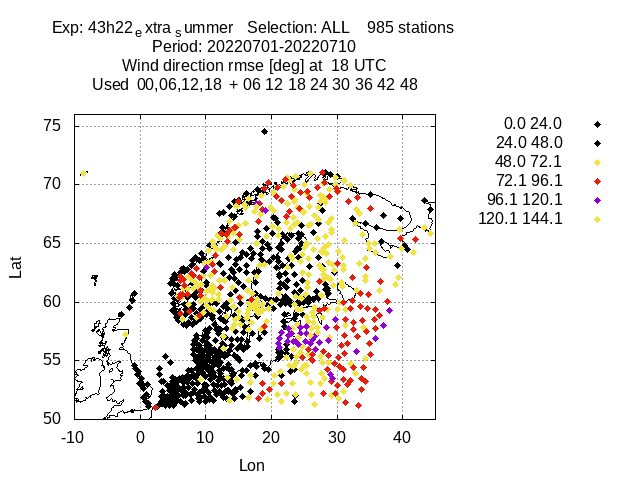 Exp: 43h22extrasummer Selection: ALL 985 stations
Period: 20220701-20220710
Wind direction rmse [deg] at 18 UTC
Used 00,06,12,18 + 06 12 18 24 30 36 42 48
0.0 24.0
24.0 48.0
48.0 72.1
72.1 96.1
96.1 120.1
120.1 144.1
75
70
65
60
55
50
Lat
-10 0 10 20 30 40
Lon